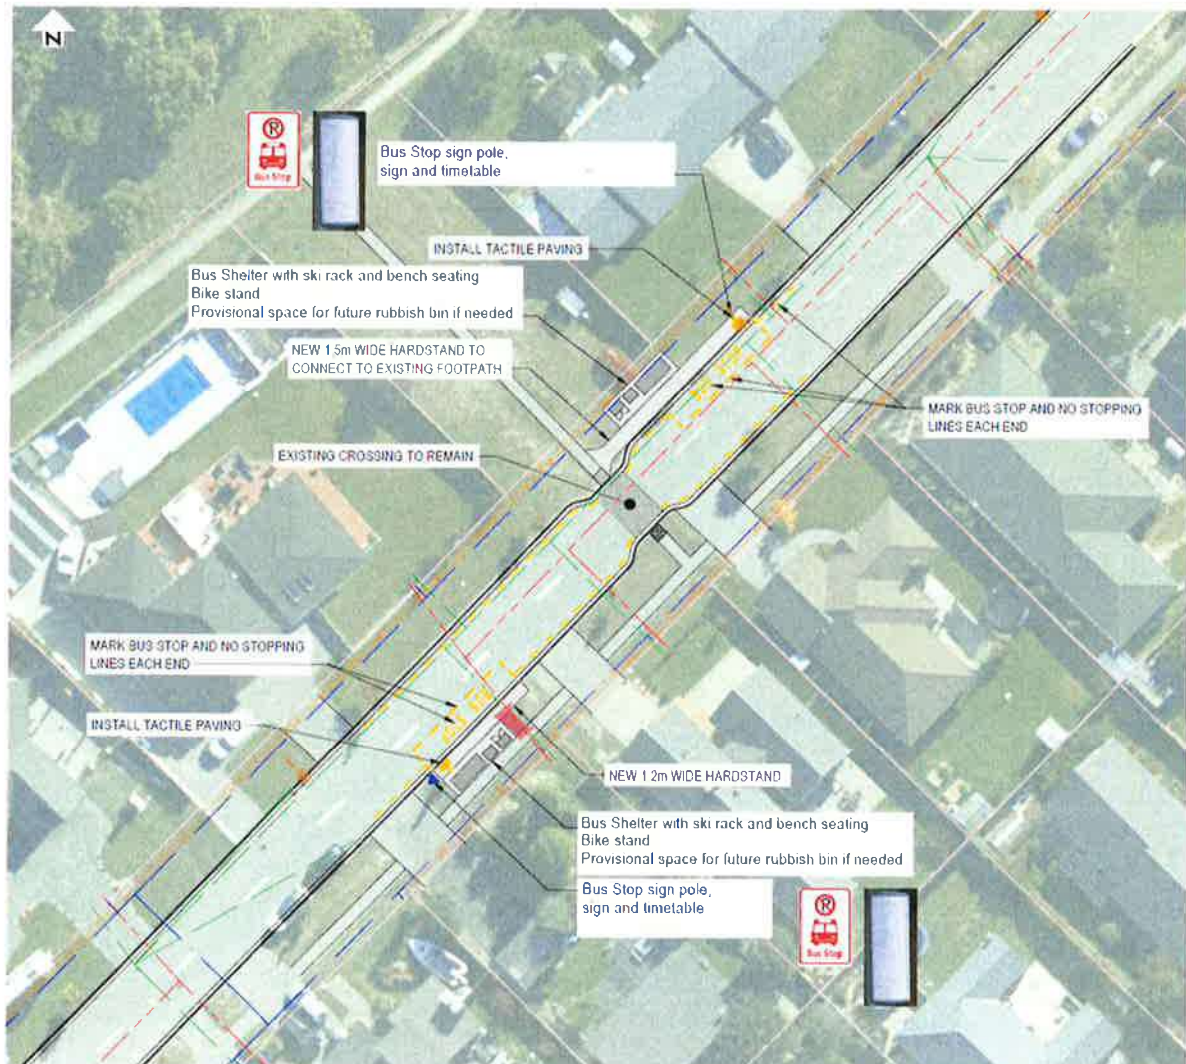 N
R
Bus Stop
Bus Stop sign pole,
sign and timetable
INSTALL TACTILE PAVING
Bus Shelter with ski rack and bench seating
Bike stand
Provisional space for future rubbish bin if needed
NEW 1.5m WIDE HARDSTAND TO
CONNECT TO EXISTING FOOTPATH
MARK BUS STOP AND NO STOPPING
LINES EACH END
EXISTING CROSSING TO REMAIN
MARK BUS STOP AND NO STOPPING
LINES EACH END
INSTALL TACTILE PAVING
NEW 1.2m WIDE HARDSTAND
Bus Shelter with ski rack and bench seating
Bike stand
Provisional space for future rubbish bin if needed
Bus Stop sign pole,
sign and timetable
R
Bus Stop